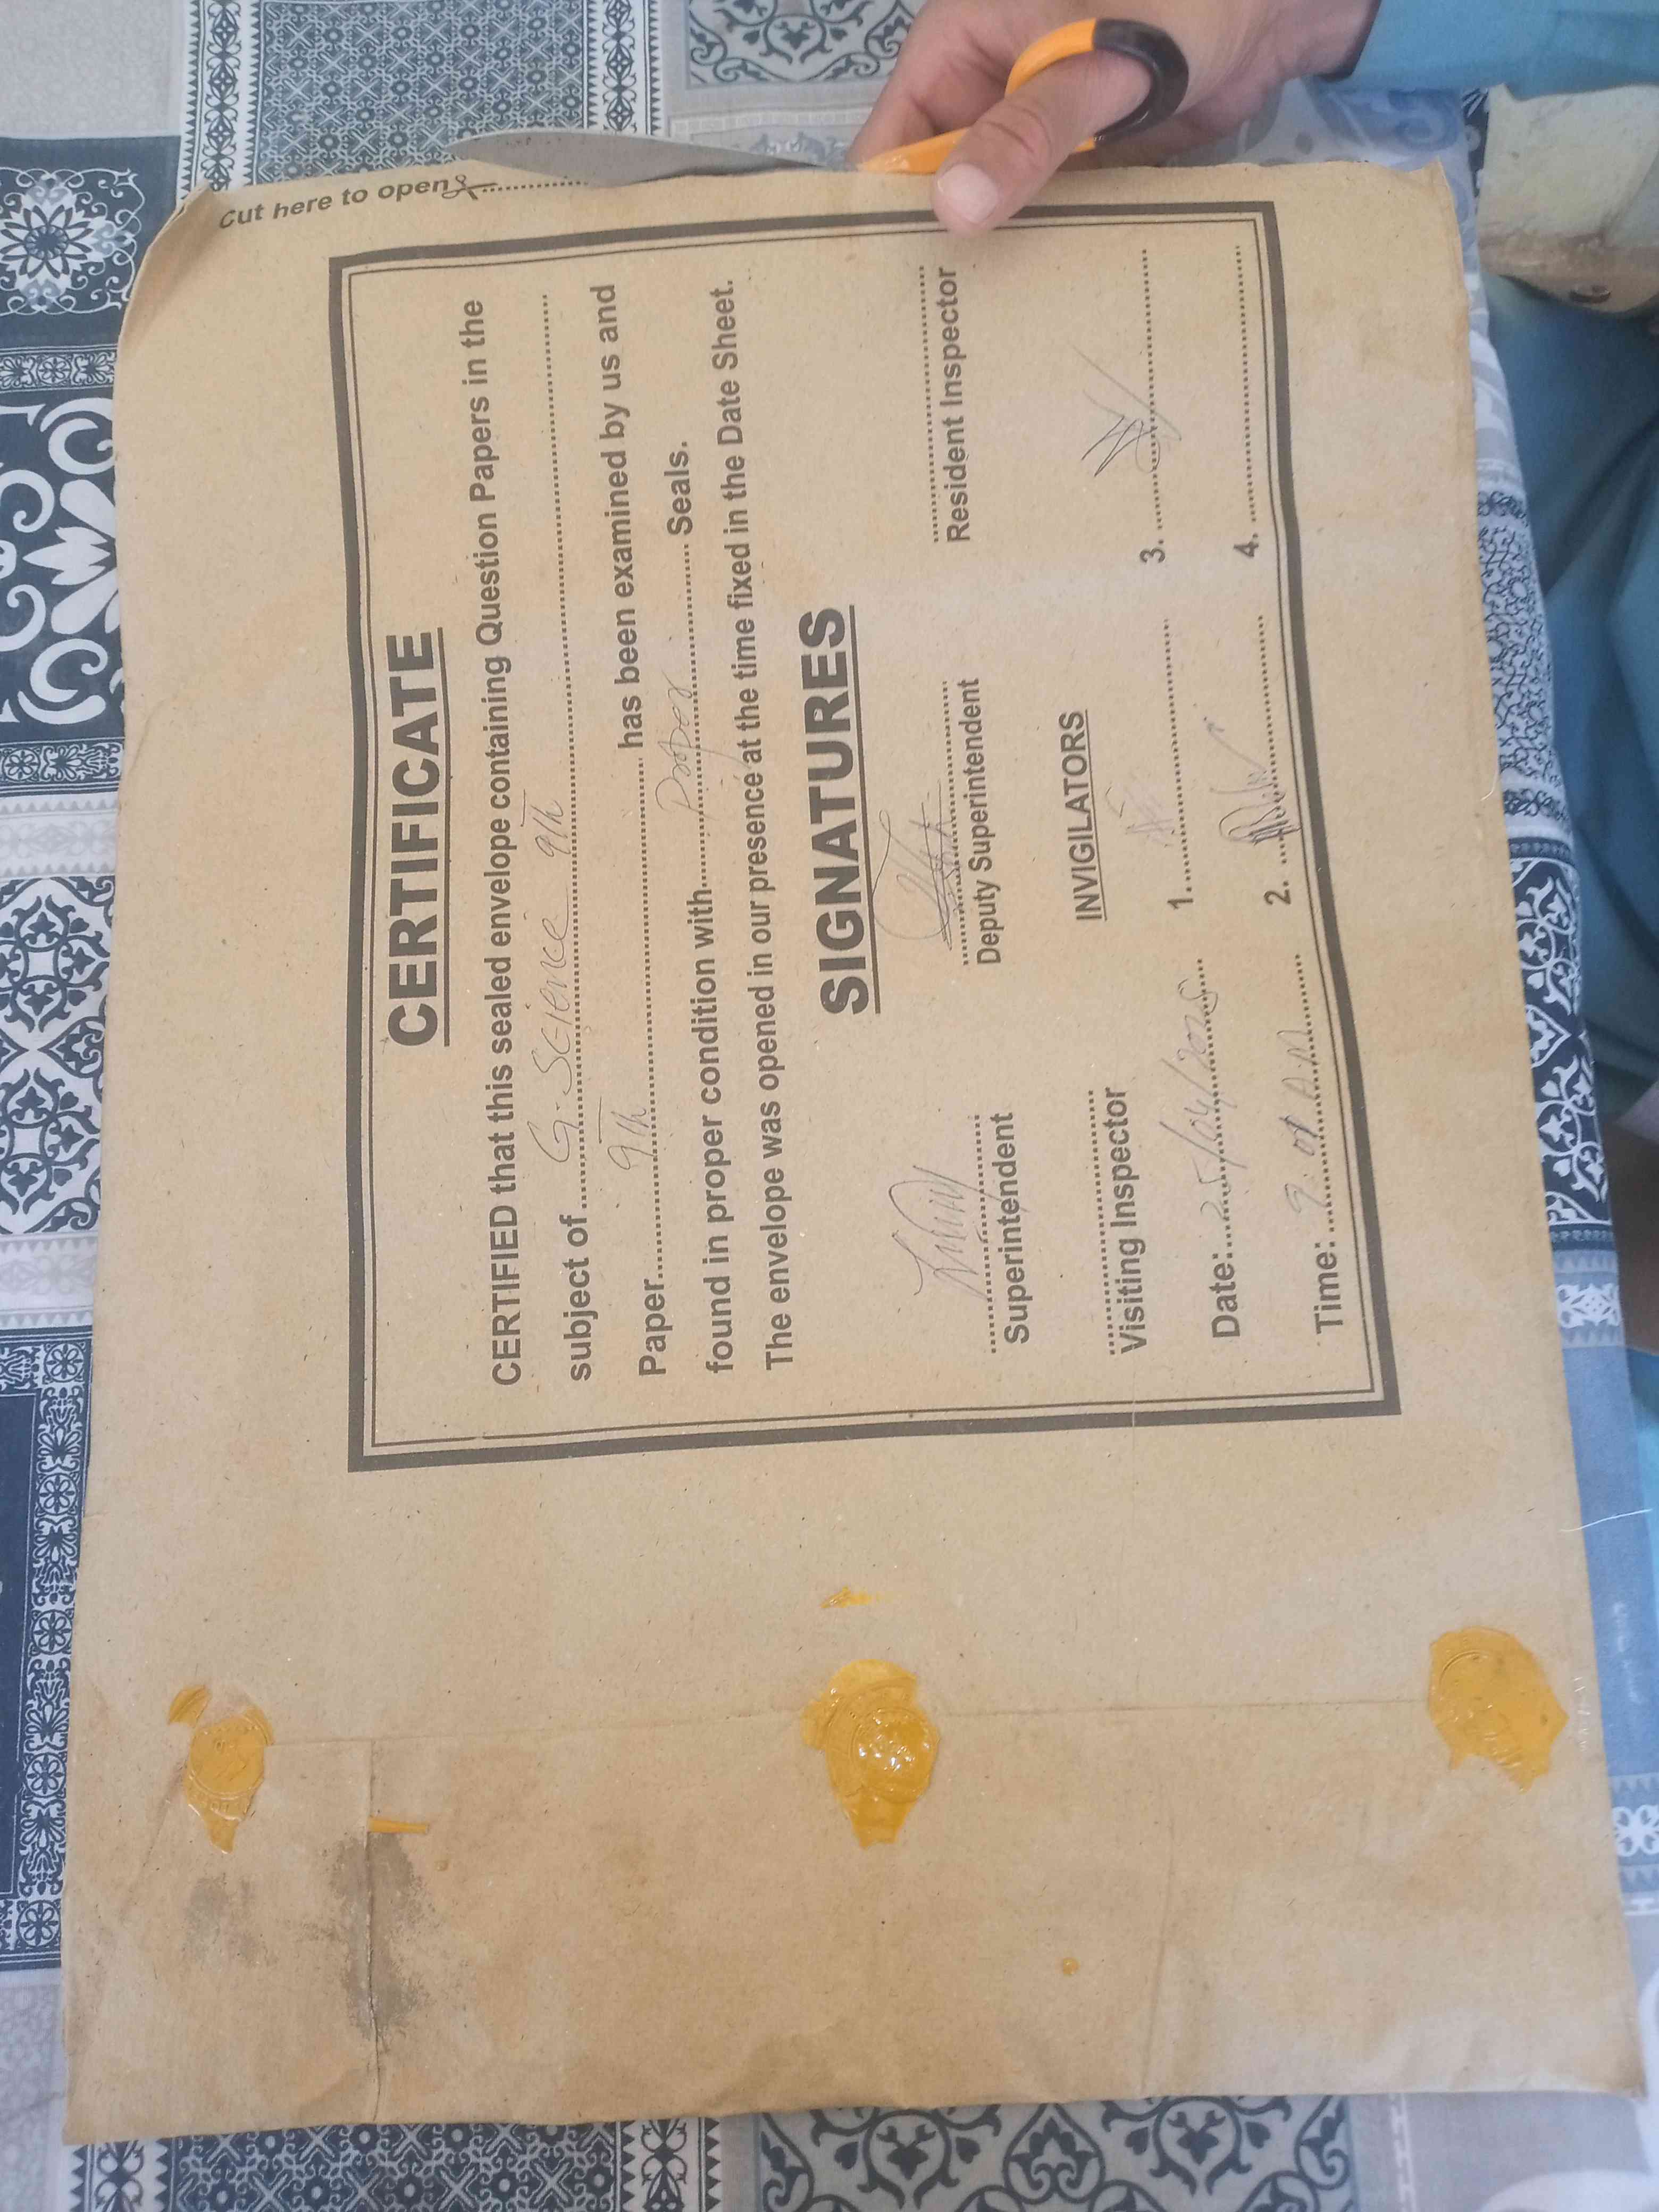 Cut here to open
CERTIFICATE
CERTIFIED that this sealed envelope containing Question Papers in the
subject of G. Science 9th
Paper 9th has been examined by us and
found in proper condition with Proper Seals.
The envelope was opened in our presence at the time fixed in the Date Sheet.
SIGNATURES
Superintendent Deputy Superintendent Resident Inspector
INVIGILATORS
Visiting Inspector
Date: 25/04/2025 1. 3.
Time: 9:01 A.M 2. 4.